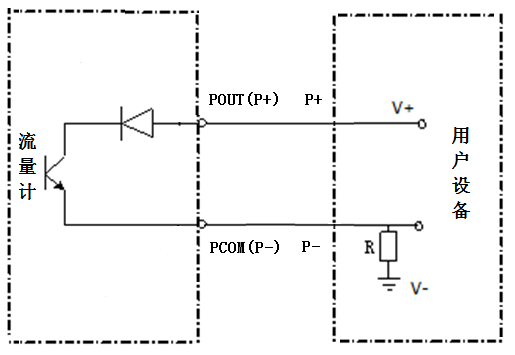 POUT(P+) P+
V+
流量计
用户设备
PCOM(P-) P-
R
V-